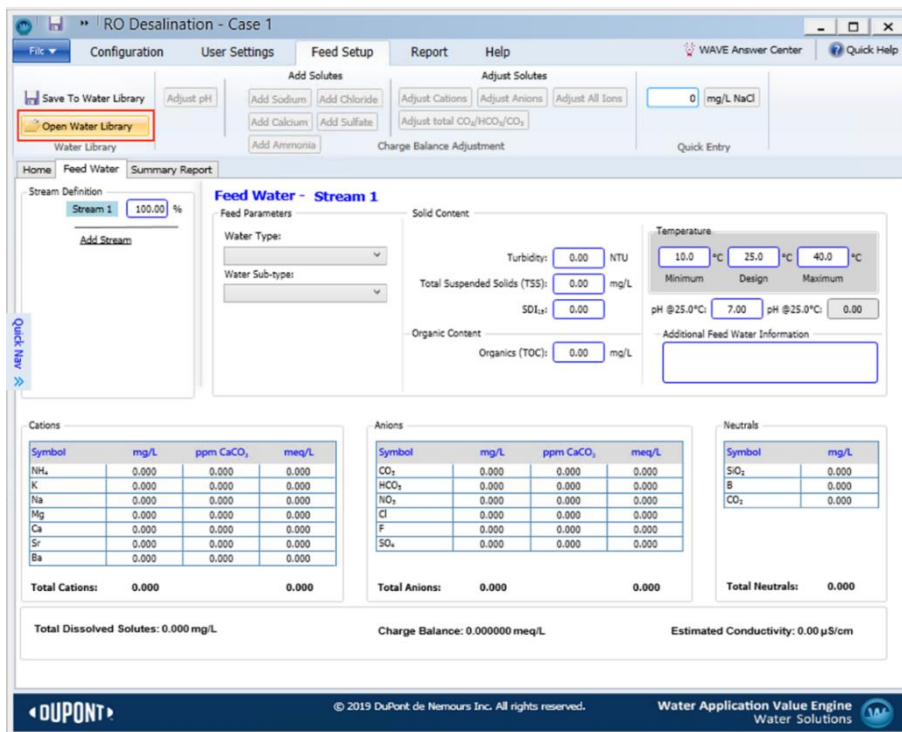 RO Desalination - Case 1
File Configuration User Settings Feed Setup Report Help WAVE Answer Center Quick Help
Add Solutes Adjust Solutes
Save To Water Library Adjust pH Add Sodium Add Chloride Adjust Cations Adjust Anions Adjust All Ions 0 mg/L NaCl
Open Water Library Add Calcium Add Sulfate Adjust total CO₂/HCO₃/CO₃
Water Library Add Ammonia Charge Balance Adjustment Quick Entry
Home Feed Water Summary Report
Stream Definition
Stream 1 100.00 %
Add Stream
Quick Nav »
Feed Water - Stream 1
Feed Parameters
Water Type:
Water Sub-type:
Solid Content
Turbidity: 0.00 NTU
Total Suspended Solids (TSS): 0.00 mg/L
SDI₁₅: 0.00
Organic Content
Organics (TOC): 0.00 mg/L
Temperature
10.0 °C 25.0 °C 40.0 °C
Minimum Design Maximum
pH @25.0°C: 7.00 pH @25.0°C: 0.00
Additional Feed Water Information
Cations
Symbol mg/L ppm CaCO₃ meq/L
NH₄ 0.000 0.000 0.000
K 0.000 0.000 0.000
Na 0.000 0.000 0.000
Mg 0.000 0.000 0.000
Ca 0.000 0.000 0.000
Sr 0.000 0.000 0.000
Ba 0.000 0.000 0.000
Total Cations: 0.000 0.000
Anions
Symbol mg/L ppm CaCO₃ meq/L
CO₃ 0.000 0.000 0.000
HCO₃ 0.000 0.000 0.000
NO₃ 0.000 0.000 0.000
Cl 0.000 0.000 0.000
F 0.000 0.000 0.000
SO₄ 0.000 0.000 0.000
Total Anions: 0.000 0.000
Neutrals
Symbol mg/L
SiO₂ 0.000
B 0.000
CO₂ 0.000
Total Neutrals: 0.000
Total Dissolved Solutes: 0.000 mg/L Charge Balance: 0.000000 meq/L Estimated Conductivity: 0.00 µS/cm
DUPONT © 2019 DuPont de Nemours Inc. All rights reserved. Water Application Value Engine
Water Solutions